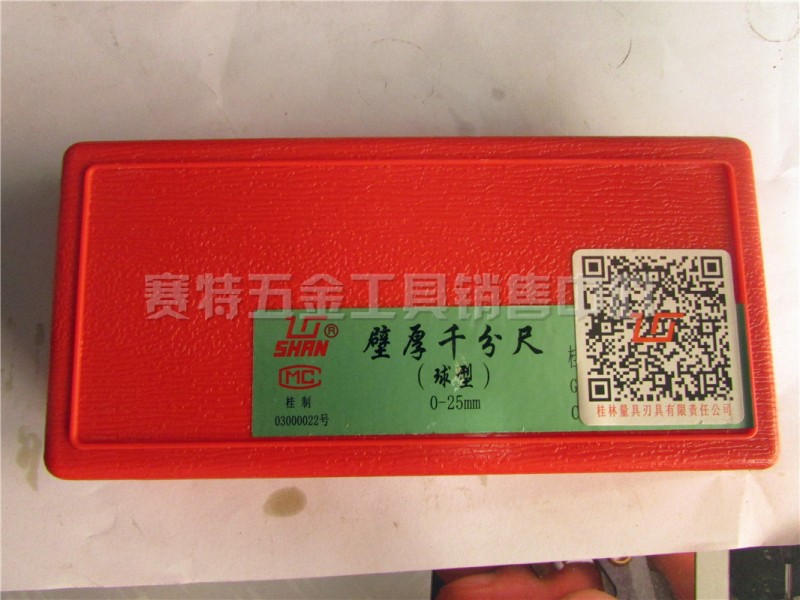 赛特五金工具销售中心
SHAN®
MC
桂制
03000022号
壁厚千分尺
(球型)
0-25mm
桂
G
C
桂林量具刃具有限责任公司